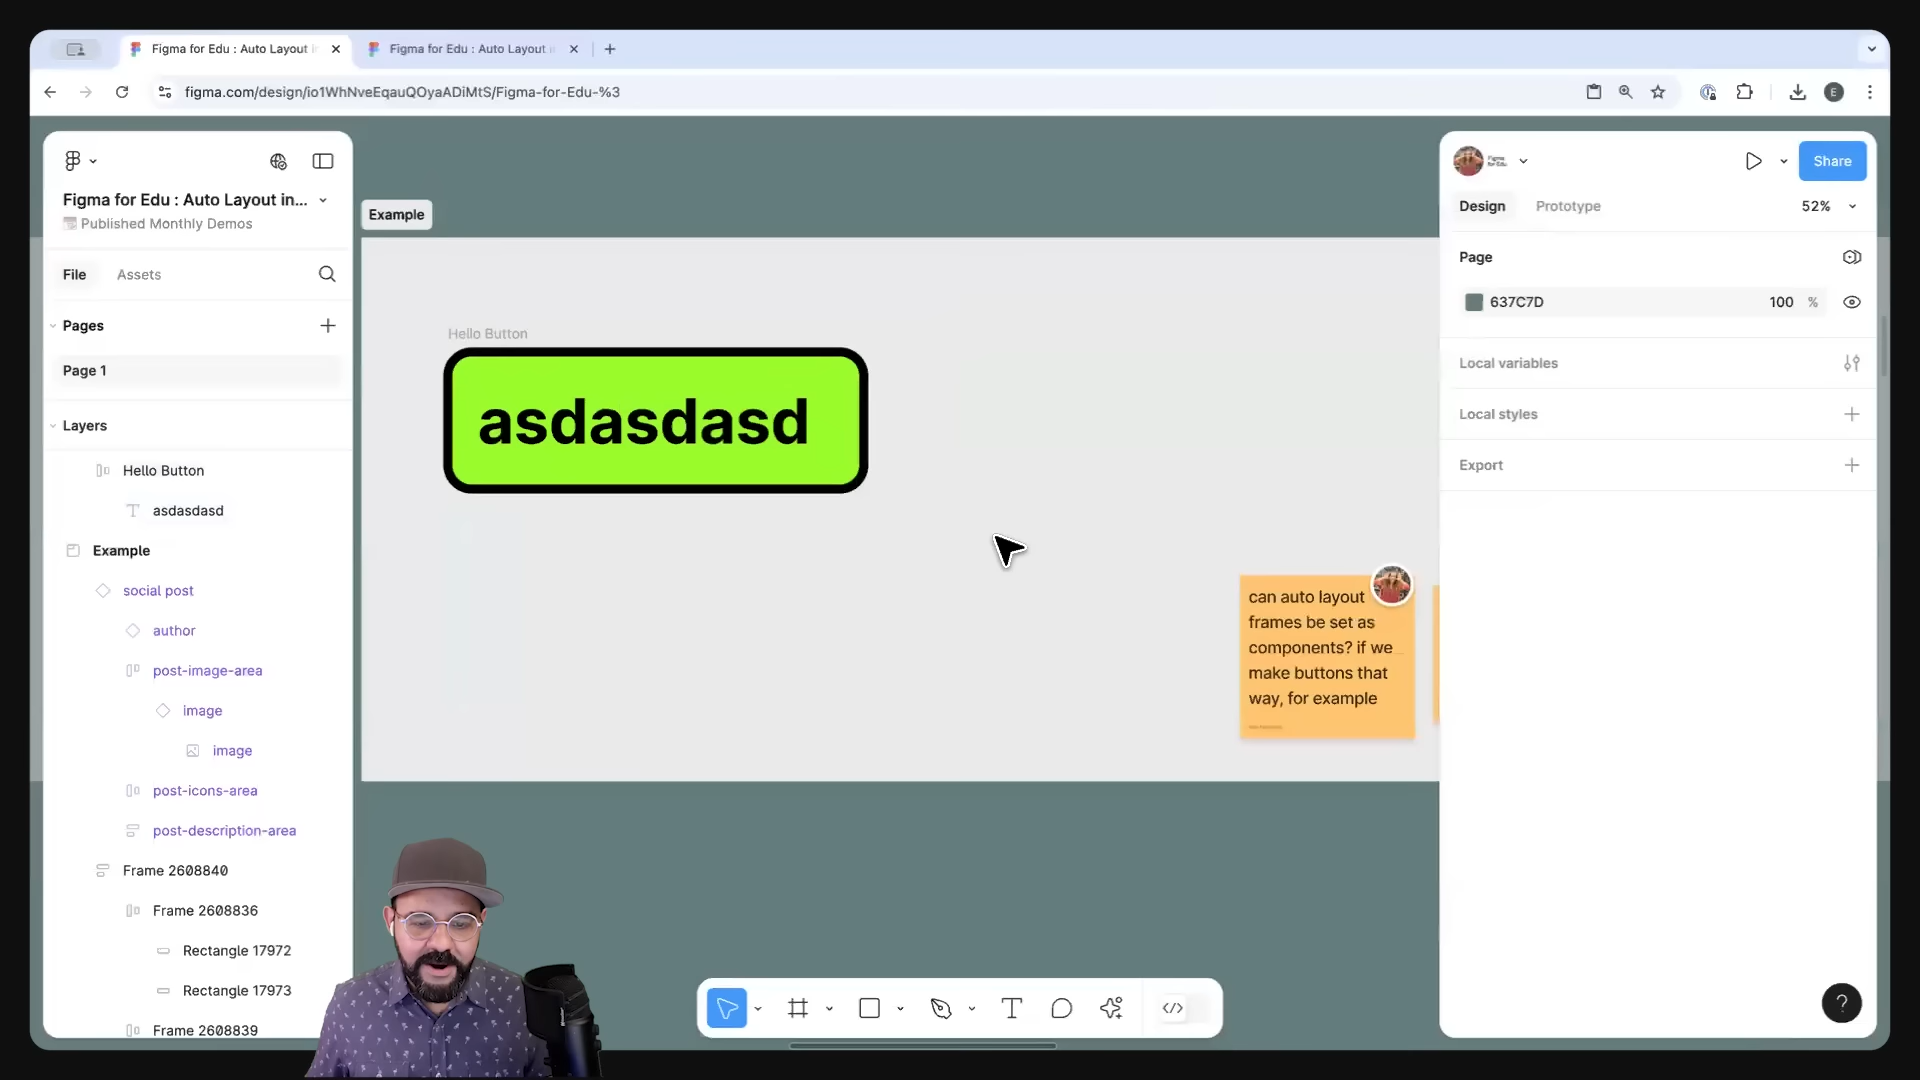 Figma for Edu : Auto Layout i
Figma for Edu : Auto Layout
figma.com/design/io1WhNveEqauQOyaADiMtS/Figma-for-Edu-%3
E
Figma for Edu : Auto Layout in...
Published Monthly Demos
File
Assets
Pages
Page 1
Layers
Hello Button
asdasdasd
Example
social post
author
post-image-area
image
image
post-icons-area
post-description-area
Frame 2608840
Frame 2608836
Rectangle 17972
Rectangle 17973
Frame 2608839
Example
Hello Button
asdasdasd
can auto layout
frames be set as
components? if we
make buttons that
way, for example
Figma
for Edu
Share
Design
Prototype
52%
Page
637C7D
100 %
Local variables
Local styles
Export
?